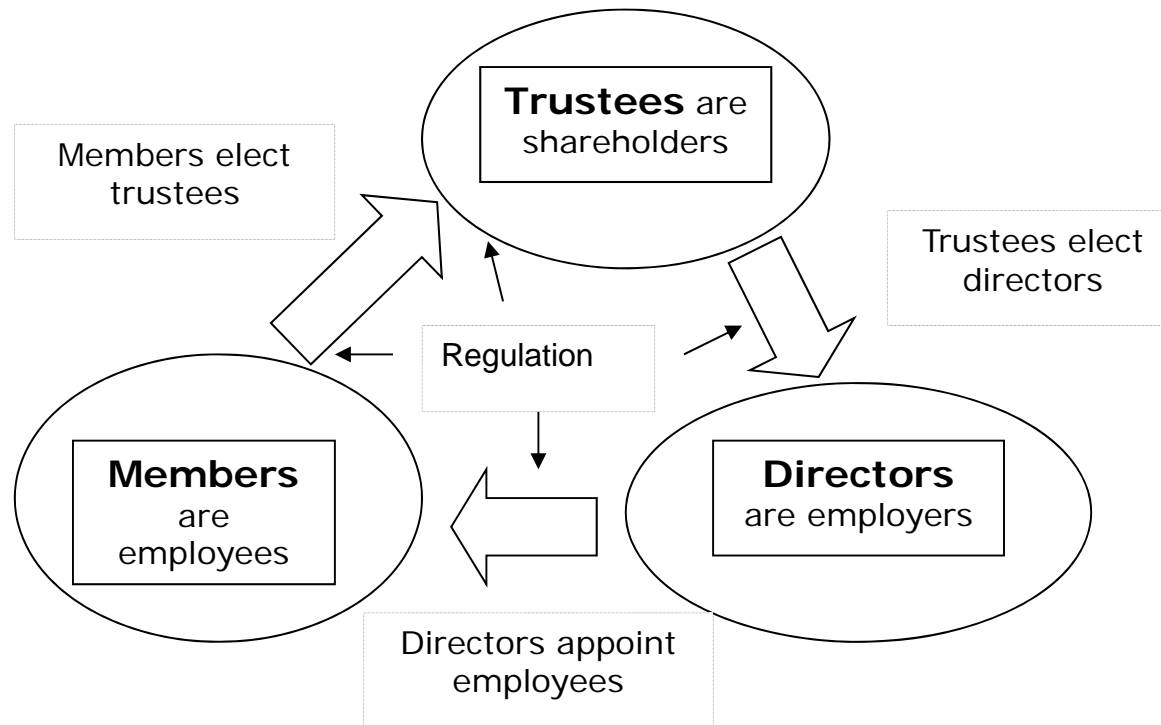 Trustees are
shareholders
Members elect
trustees
Trustees elect
directors
Regulation
Members
are
employees
Directors
are employers
Directors appoint
employees